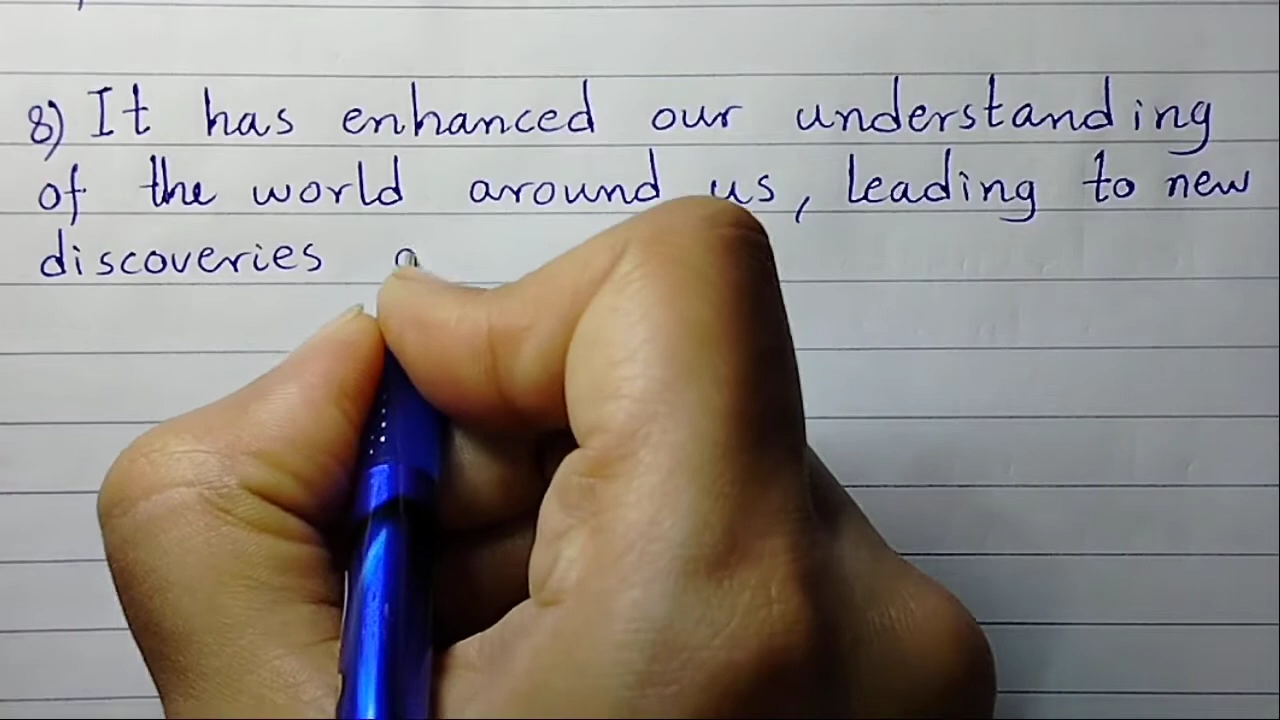 8) It has enhanced our understanding
of the world around us, leading to new
discoveries